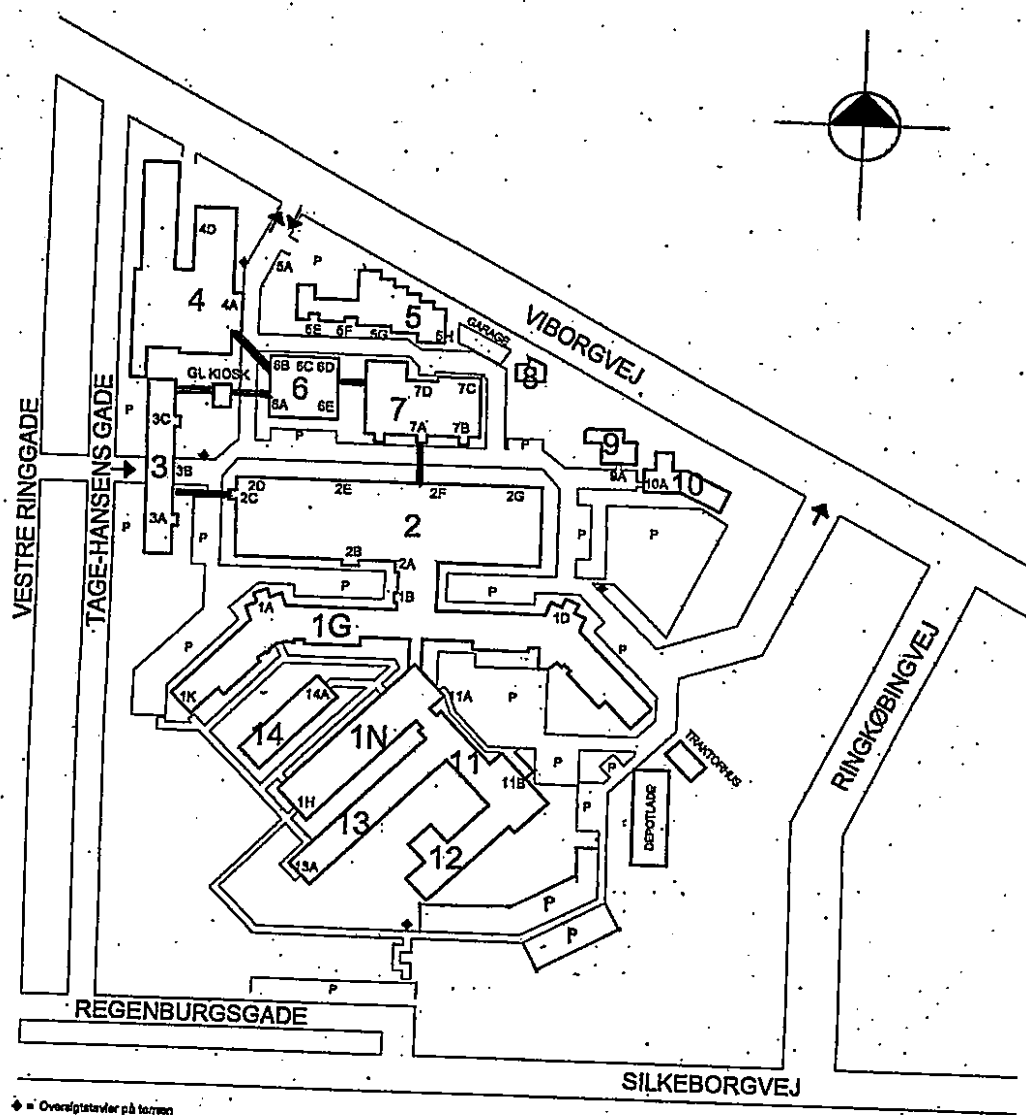 4D
5A
P
4
4A
5
5E
5F
5G
5H
GARAGE
VIBORGVEJ
GL KIOSK
6B
6C
6D
6
6A
6E
7D
7C
7
7A
7B
8
9
9A
10A
10
P
3C
3
3B
3A
P
P
P
P
P
P
P
VESTRE RINGGADE
TAGE-HANSENS GADE
2D
2C
2E
2F
2G
2
2B
2A
P
P
1B
1A
1G
1D
P
P
1K
14A
14
1N
11A
P
11
1H
11B
P
P
P
13
13A
12
TRAKTORHUS
DEPOTLADE
RINGKØBINGVEJ
P
P
P
REGENBURGSGADE
SILKEBORGVEJ
= Oversigtstavler på